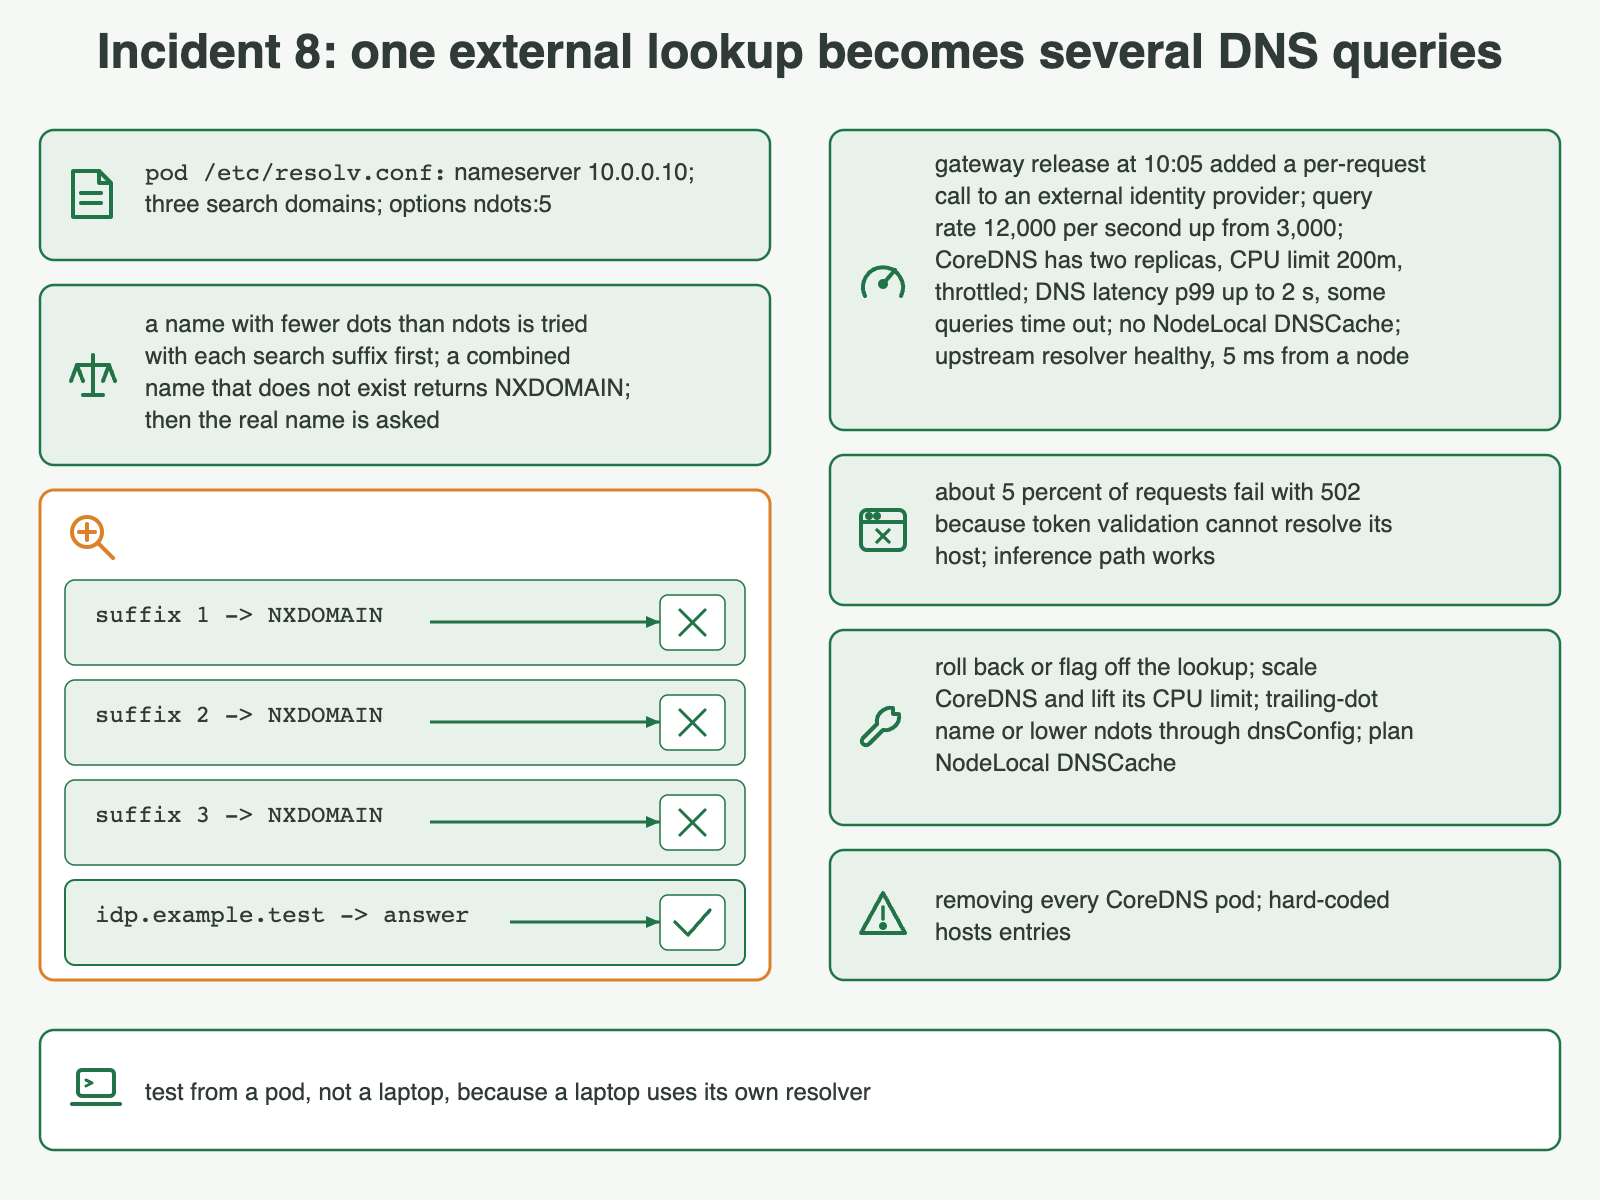 Incident 8: one external lookup becomes several DNS queries
pod /etc/resolv.conf: nameserver 10.0.0.10;
three search domains; options ndots:5
a name with fewer dots than ndots is tried
with each search suffix first; a combined
name that does not exist returns NXDOMAIN;
then the real name is asked
suffix 1 -> NXDOMAIN
suffix 2 -> NXDOMAIN
suffix 3 -> NXDOMAIN
idp.example.test -> answer
gateway release at 10:05 added a per-request
call to an external identity provider; query
rate 12,000 per second up from 3,000;
CoreDNS has two replicas, CPU limit 200m,
throttled; DNS latency p99 up to 2 s, some
queries time out; no NodeLocal DNSCache;
upstream resolver healthy, 5 ms from a node
about 5 percent of requests fail with 502
because token validation cannot resolve its
host; inference path works
roll back or flag off the lookup; scale
CoreDNS and lift its CPU limit; trailing-dot
name or lower ndots through dnsConfig; plan
NodeLocal DNSCache
removing every CoreDNS pod; hard-coded
hosts entries
test from a pod, not a laptop, because a laptop uses its own resolver